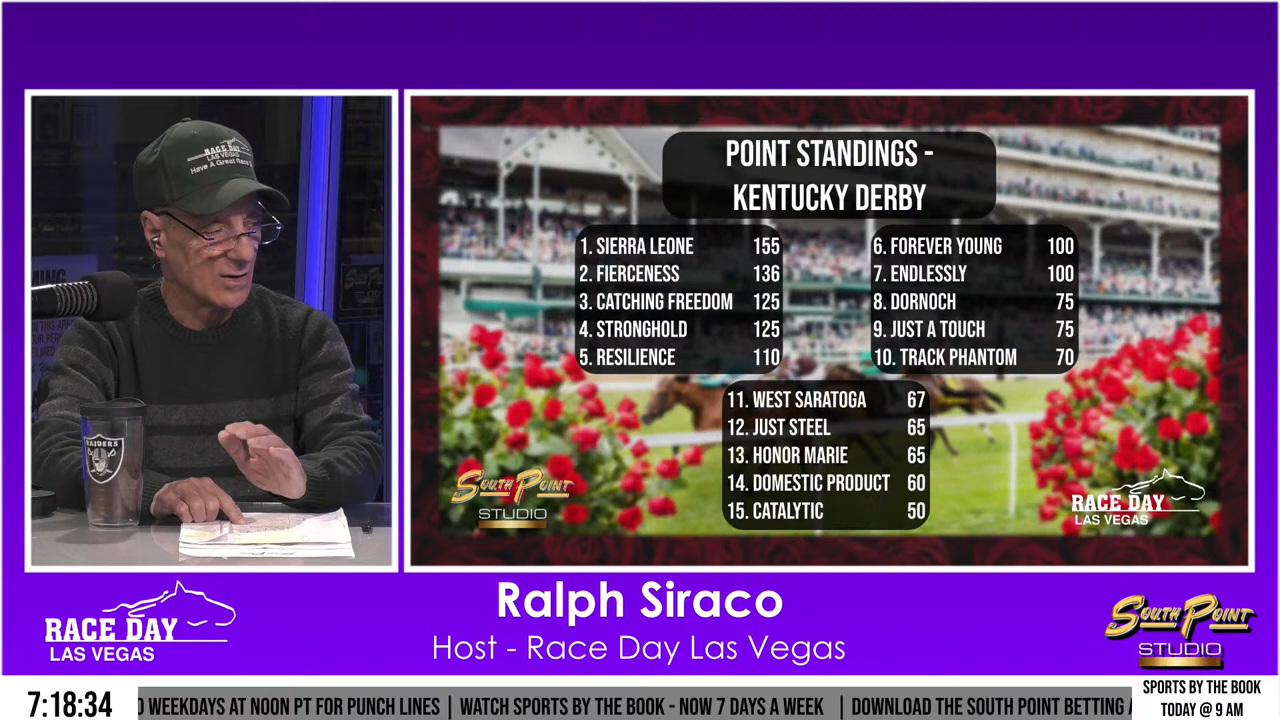 RACE DAY
LAS VEGAS
Have A Great Race
RAIDERS
POINT STANDINGS -
KENTUCKY DERBY
1. SIERRA LEONE 155
2. FIERCENESS 136
3. CATCHING FREEDOM 125
4. STRONGHOLD 125
5. RESILIENCE 110
6. FOREVER YOUNG 100
7. ENDLESSLY 100
8. DORNOCH 75
9. JUST A TOUCH 75
10. TRACK PHANTOM 70
11. WEST SARATOGA 67
12. JUST STEEL 65
13. HONOR MARIE 65
14. DOMESTIC PRODUCT 60
15. CATALYTIC 50
SOUTH POINT
STUDIO
RACE DAY
LAS VEGAS
RACE DAY
LAS VEGAS
Ralph Siraco
Host - Race Day Las Vegas
SOUTH POINT
STUDIO
7:18:34
WEEKDAYS AT NOON PT FOR PUNCH LINES | WATCH SPORTS BY THE BOOK - NOW 7 DAYS A WEEK | DOWNLOAD THE SOUTH POINT BETTING
SPORTS BY THE BOOK
TODAY @ 9 AM